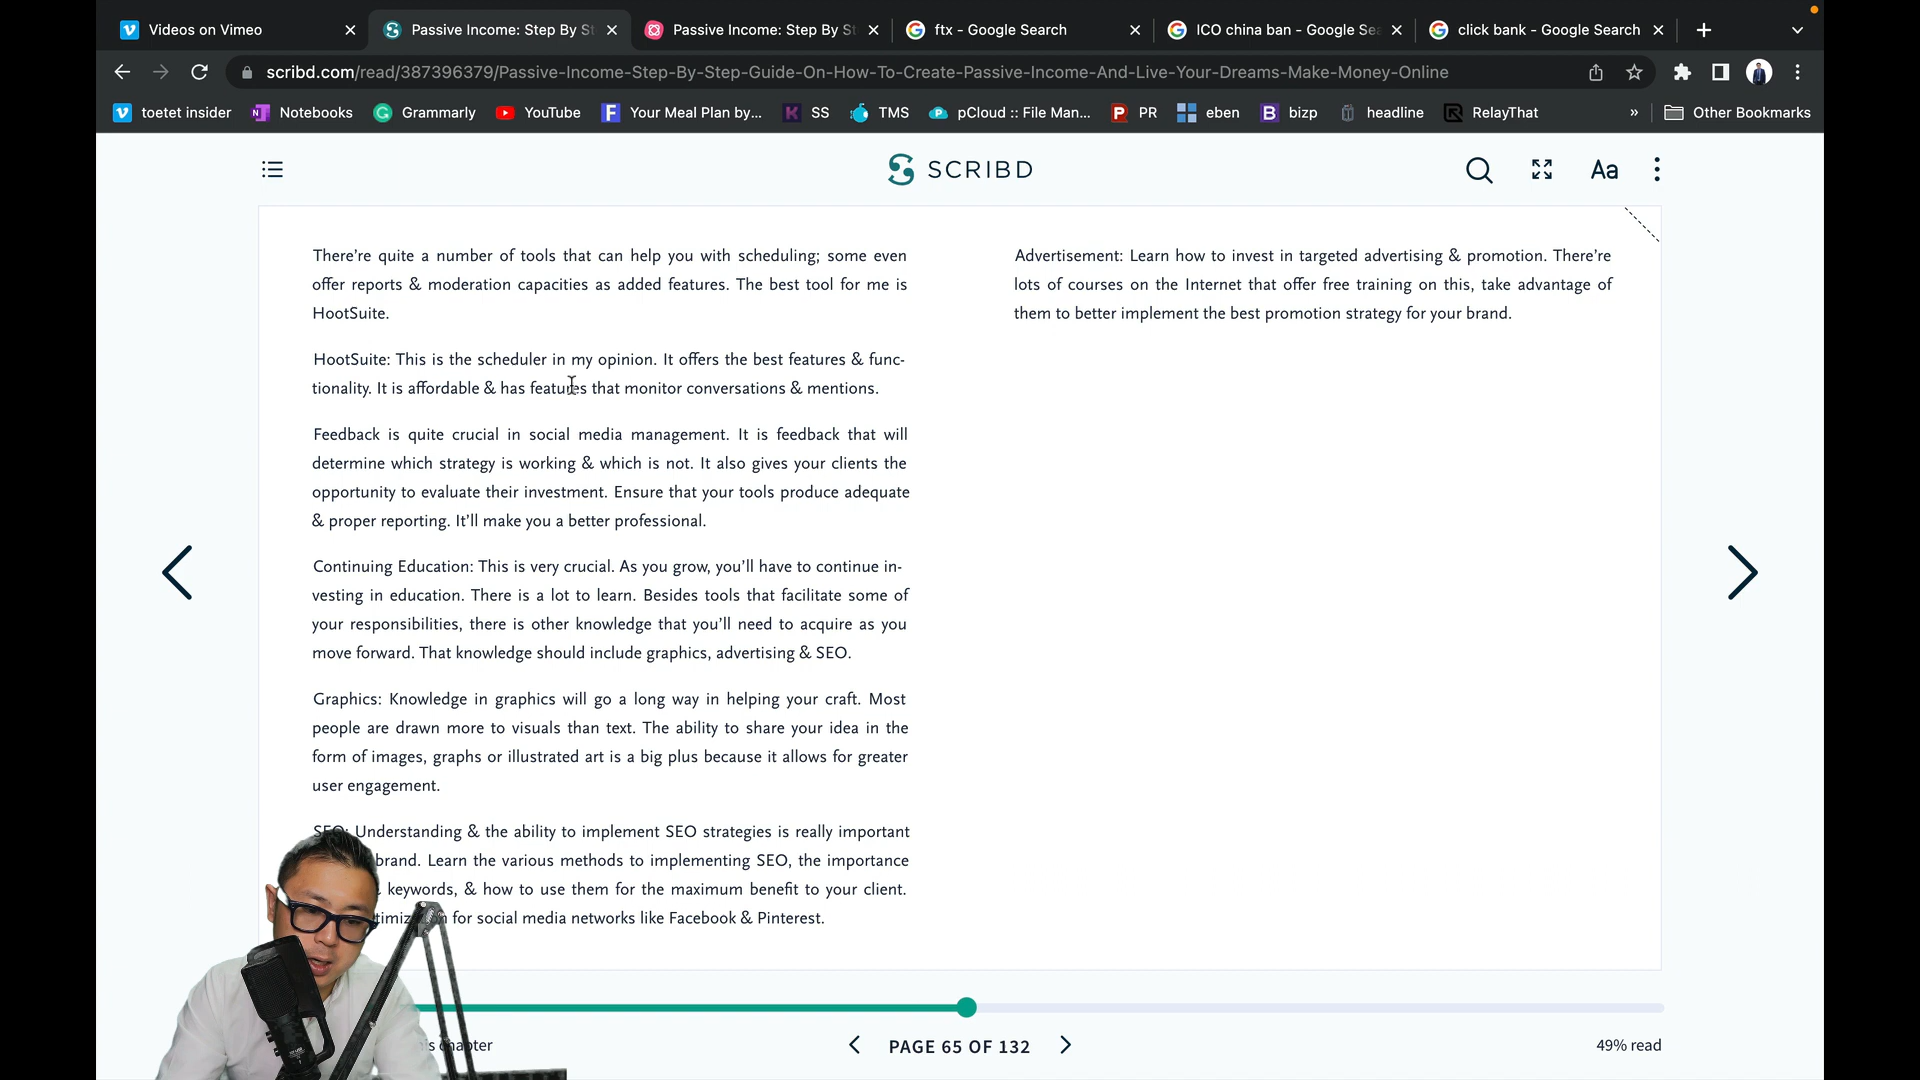 Videos on Vimeo
Passive Income: Step By St
Passive Income: Step By St
ftx - Google Search
ICO china ban - Google Sea
click bank - Google Search
scribd.com/read/387396379/Passive-Income-Step-By-Step-Guide-On-How-To-Create-Passive-Income-And-Live-Your-Dreams-Make-Money-Online
toetet insider
Notebooks
Grammarly
YouTube
Your Meal Plan by...
SS
TMS
pCloud :: File Man...
PR
eben
bizp
headline
RelayThat
»
Other Bookmarks
SCRIBD
Aa
There’re quite a number of tools that can help you with scheduling; some even
offer reports & moderation capacities as added features. The best tool for me is
HootSuite.
HootSuite: This is the scheduler in my opinion. It offers the best features & func-
tionality. It is affordable & has features that monitor conversations & mentions.
Feedback is quite crucial in social media management. It is feedback that will
determine which strategy is working & which is not. It also gives your clients the
opportunity to evaluate their investment. Ensure that your tools produce adequate
& proper reporting. It’ll make you a better professional.
Continuing Education: This is very crucial. As you grow, you’ll have to continue in-
vesting in education. There is a lot to learn. Besides tools that facilitate some of
your responsibilities, there is other knowledge that you’ll need to acquire as you
move forward. That knowledge should include graphics, advertising & SEO.
Graphics: Knowledge in graphics will go a long way in helping your craft. Most
people are drawn more to visuals than text. The ability to share your idea in the
form of images, graphs or illustrated art is a big plus because it allows for greater
user engagement.
SEO: Understanding & the ability to implement SEO strategies is really important
brand. Learn the various methods to implementing SEO, the importance
keywords, & how to use them for the maximum benefit to your client.
for social media networks like Facebook & Pinterest.
Advertisement: Learn how to invest in targeted advertising & promotion. There’re
lots of courses on the Internet that offer free training on this, take advantage of
them to better implement the best promotion strategy for your brand.
chapter
PAGE 65 OF 132
49% read